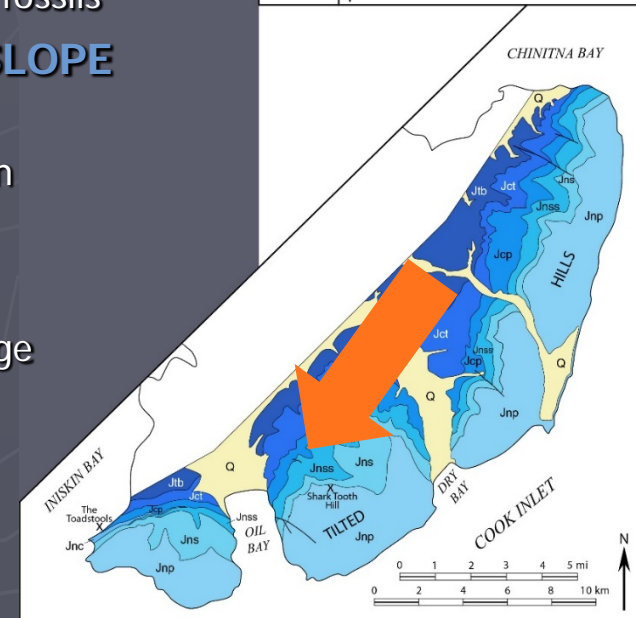 fossils
SLOPE
n
ge
CHINITNA BAY
Q
Jtb
Jct
Jns
Jnss
Jnp
Jcp
HILLS
Jct
Jnss
Jcp
Q
Q
Jnp
Q
Jnss
Jns
Shark Tooth
Hill
X
TILTED
Jnp
DRY
BAY
COOK INLET
INISKIN BAY
Jtb
Jct
The
Toadstools
X
Jcp
Jnss
OIL
BAY
Jnc
Jns
Jnp
N
0 1 2 3 4 5 mi
0 2 4 6 8 10 km